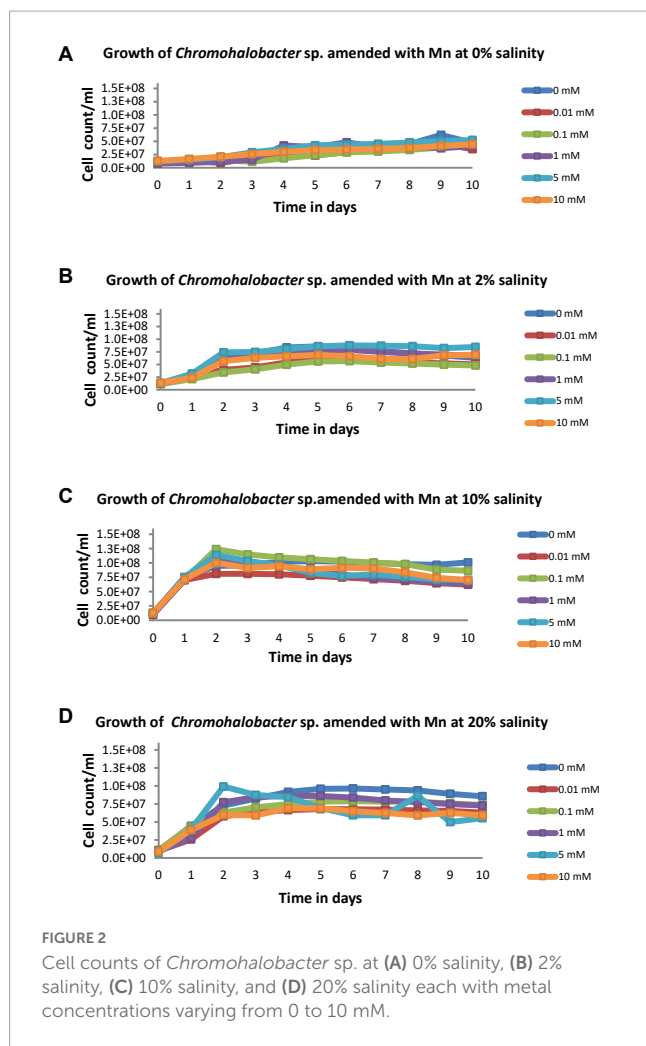 A
Growth of Chromohalobacter sp. amended with Mn at 0% salinity
Cell count/ml
1.5E+08
1.3E+08
1.0E+08
7.5E+07
5.0E+07
2.5E+07
0.0E+00
0 1 2 3 4 5 6 7 8 9 10
Time in days
0 mM
0.01 mM
0.1 mM
1 mM
5 mM
10 mM
B
Growth of Chromohalobacter sp. amended with Mn at 2% salinity
Cell count/ml
1.5E+08
1.3E+08
1.0E+08
7.5E+07
5.0E+07
2.5E+07
0.0E+00
0 1 2 3 4 5 6 7 8 9 10
Time in days
0 mM
0.01 mM
0.1 mM
1 mM
5 mM
10 mM
C
Growth of Chromohalobacter sp.amended with Mn at 10% salinity
Cell count/ml
1.5E+08
1.3E+08
1.0E+08
7.5E+07
5.0E+07
2.5E+07
0.0E+00
0 1 2 3 4 5 6 7 8 9 10
Time in days
0 mM
0.01 mM
0.1 mM
1 mM
5 mM
10 mM
D
Growth of Chromohalobacter sp. amended with Mn at 20% salinity
Cell count/ml
1.5E+08
1.3E+08
1.0E+08
7.5E+07
5.0E+07
2.5E+07
0.0E+00
0 1 2 3 4 5 6 7 8 9 10
Time in days
0 mM
0.01 mM
0.1 mM
1 mM
5 mM
10 mM
FIGURE 2
Cell counts of Chromohalobacter sp. at (A) 0% salinity, (B) 2%
salinity, (C) 10% salinity, and (D) 20% salinity each with metal
concentrations varying from 0 to 10 mM.